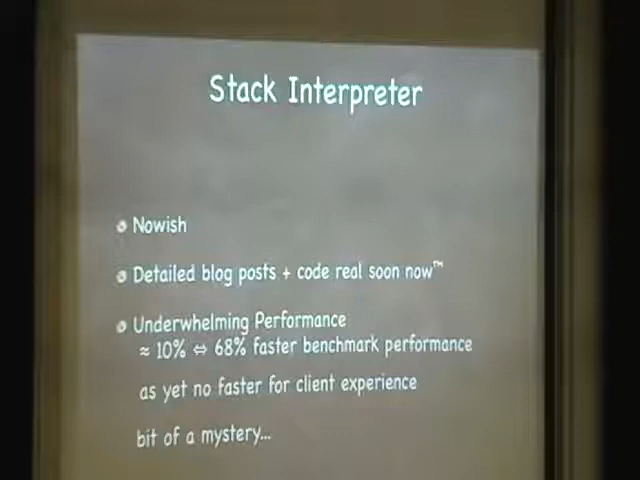 Stack Interpreter
Nowish
Detailed blog posts + code real soon now™
Underwhelming Performance
≈ 10% ⇔ 68% faster benchmark performance
as yet no faster for client experience
bit of a mystery...